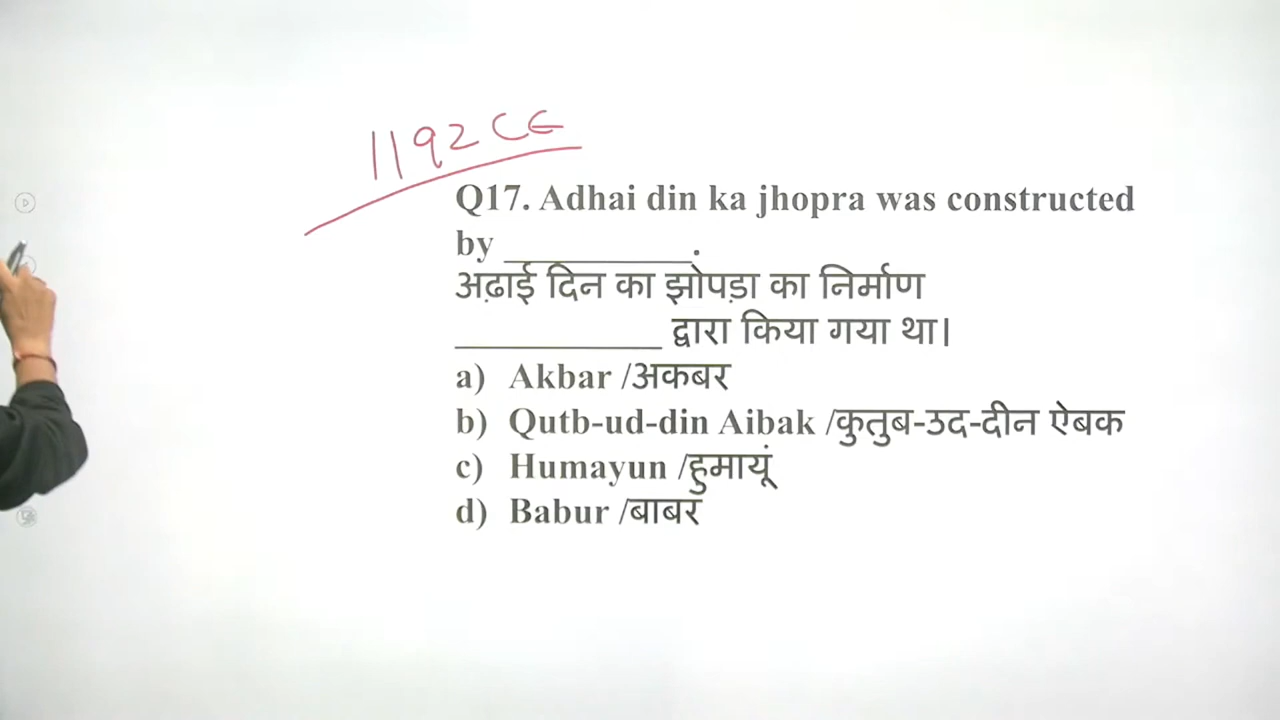 1192 CE
Q17. Adhai din ka jhopra was constructed
by ___________.
अढ़ाई दिन का झोपड़ा का निर्माण
____________ द्वारा किया गया था।
a) Akbar /अकबर
b) Qutb-ud-din Aibak /कुतुब-उद-दीन ऐबक
c) Humayun /हुमायूं
d) Babur /बाबर